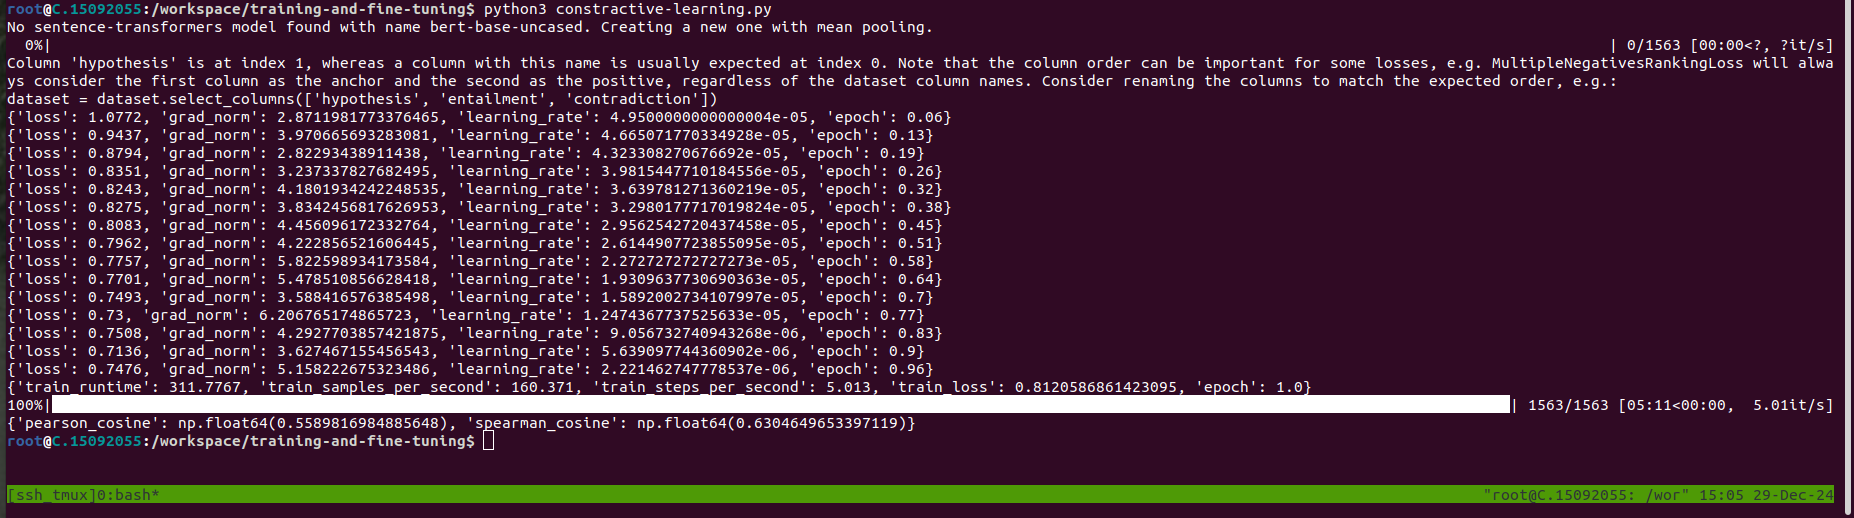 root@C.15092055:/workspace/training-and-fine-tuning$ python3 constractive-learning.py
No sentence-transformers model found with name bert-base-uncased. Creating a new one with mean pooling.
  0%|                                                                                | 0/1563 [00:00<?, ?it/s]
Column 'hypothesis' is at index 1, whereas a column with this name is usually expected at index 0. Note that the column order can be important for some losses, e.g. MultipleNegativesRankingLoss will alwa
ys consider the first column as the anchor and the second as the positive, regardless of the dataset column names. Consider renaming the columns to match the expected order, e.g.:
dataset = dataset.select_columns(['hypothesis', 'entailment', 'contradiction'])
{'loss': 1.0772, 'grad_norm': 2.8711981773376465, 'learning_rate': 4.9500000000000004e-05, 'epoch': 0.06}
{'loss': 0.9437, 'grad_norm': 3.970665693283081, 'learning_rate': 4.665071770334928e-05, 'epoch': 0.13}
{'loss': 0.8794, 'grad_norm': 2.82293438911438, 'learning_rate': 4.323308270676692e-05, 'epoch': 0.19}
{'loss': 0.8351, 'grad_norm': 3.237337827682495, 'learning_rate': 3.9815447710184556e-05, 'epoch': 0.26}
{'loss': 0.8243, 'grad_norm': 4.1801934242248535, 'learning_rate': 3.639781271360219e-05, 'epoch': 0.32}
{'loss': 0.8275, 'grad_norm': 3.8342456817626953, 'learning_rate': 3.2980177717019824e-05, 'epoch': 0.38}
{'loss': 0.8083, 'grad_norm': 4.456096172332764, 'learning_rate': 2.9562542720437458e-05, 'epoch': 0.45}
{'loss': 0.7962, 'grad_norm': 4.222856521606445, 'learning_rate': 2.6144907723855095e-05, 'epoch': 0.51}
{'loss': 0.7757, 'grad_norm': 5.822598934173584, 'learning_rate': 2.272727272727273e-05, 'epoch': 0.58}
{'loss': 0.7701, 'grad_norm': 5.478510856628418, 'learning_rate': 1.9309637730690363e-05, 'epoch': 0.64}
{'loss': 0.7493, 'grad_norm': 3.588416576385498, 'learning_rate': 1.5892002734107997e-05, 'epoch': 0.7}
{'loss': 0.73, 'grad_norm': 6.206765174865723, 'learning_rate': 1.2474367737525633e-05, 'epoch': 0.77}
{'loss': 0.7508, 'grad_norm': 4.2927703857421875, 'learning_rate': 9.056732740943268e-06, 'epoch': 0.83}
{'loss': 0.7136, 'grad_norm': 3.627467155456543, 'learning_rate': 5.639097744360902e-06, 'epoch': 0.9}
{'loss': 0.7476, 'grad_norm': 5.158222675323486, 'learning_rate': 2.221462747778537e-06, 'epoch': 0.96}
{'train_runtime': 311.7767, 'train_samples_per_second': 160.371, 'train_steps_per_second': 5.013, 'train_loss': 0.8120586861423095, 'epoch': 1.0}
100%|                                                                                | 1563/1563 [05:11<00:00,  5.01it/s]
{'pearson_cosine': np.float64(0.5589816984885648), 'spearman_cosine': np.float64(0.6304649653397119)}
root@C.15092055:/workspace/training-and-fine-tuning$
[ssh_tmux]0:bash* "root@C.15092055: /wor" 15:05 29-Dec-24